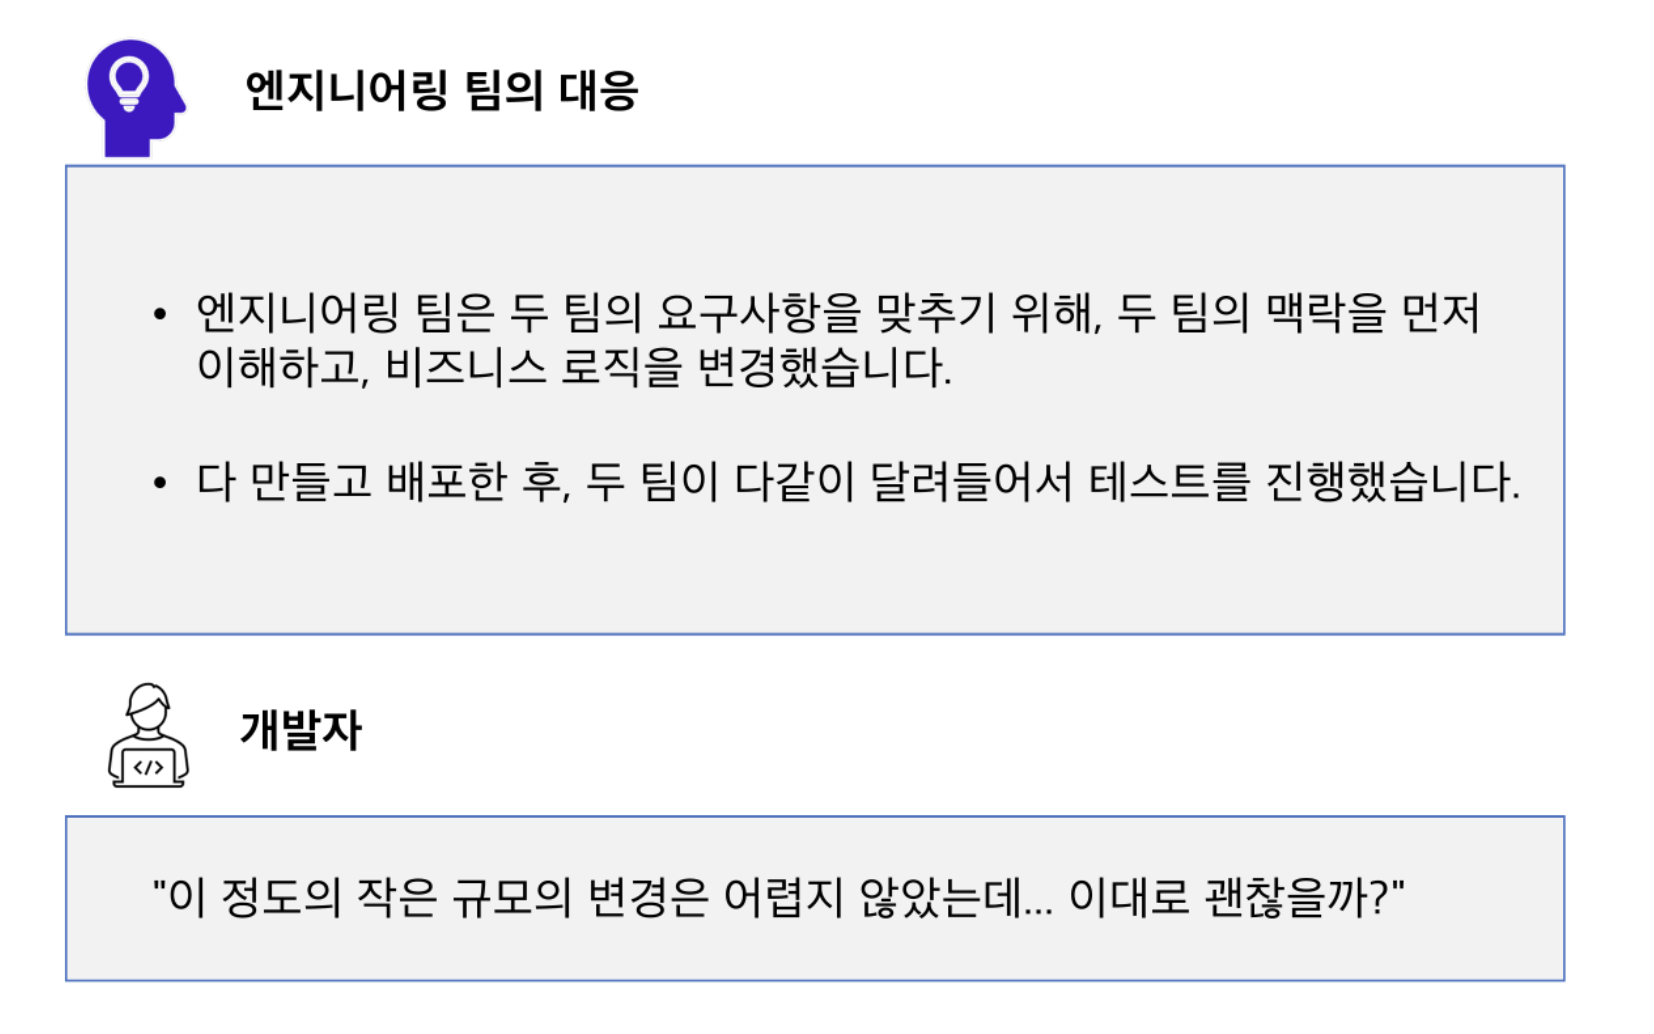 엔지니어링 팀의 대응
• 엔지니어링 팀은 두 팀의 요구사항을 맞추기 위해, 두 팀의 맥락을 먼저
이해하고, 비즈니스 로직을 변경했습니다.
• 다 만들고 배포한 후, 두 팀이 다같이 달려들어서 테스트를 진행했습니다.
개발자
</>
"이 정도의 작은 규모의 변경은 어렵지 않았는데... 이대로 괜찮을까?"